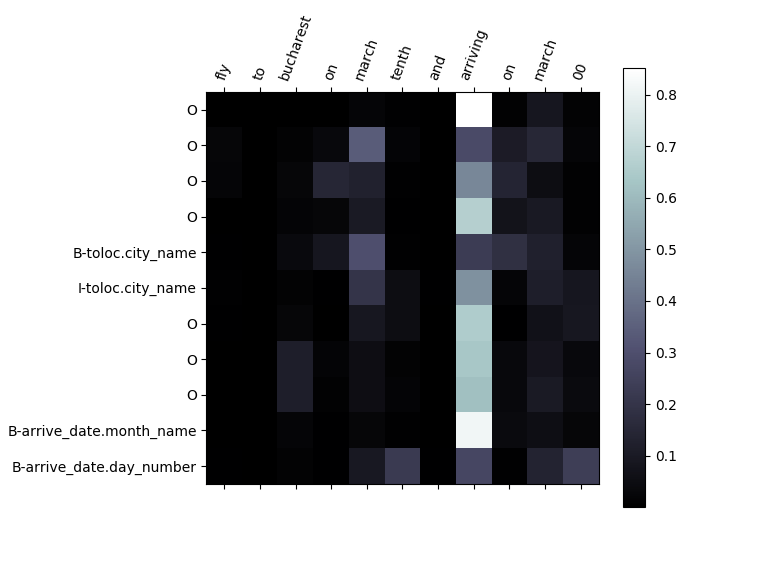 fly to bucharest on march tenth and arriving on march 00
O
O
O
O
B-toloc.city_name
I-toloc.city_name
O
O
O
B-arrive_date.month_name
B-arrive_date.day_number
0.8
0.7
0.6
0.5
0.4
0.3
0.2
0.1